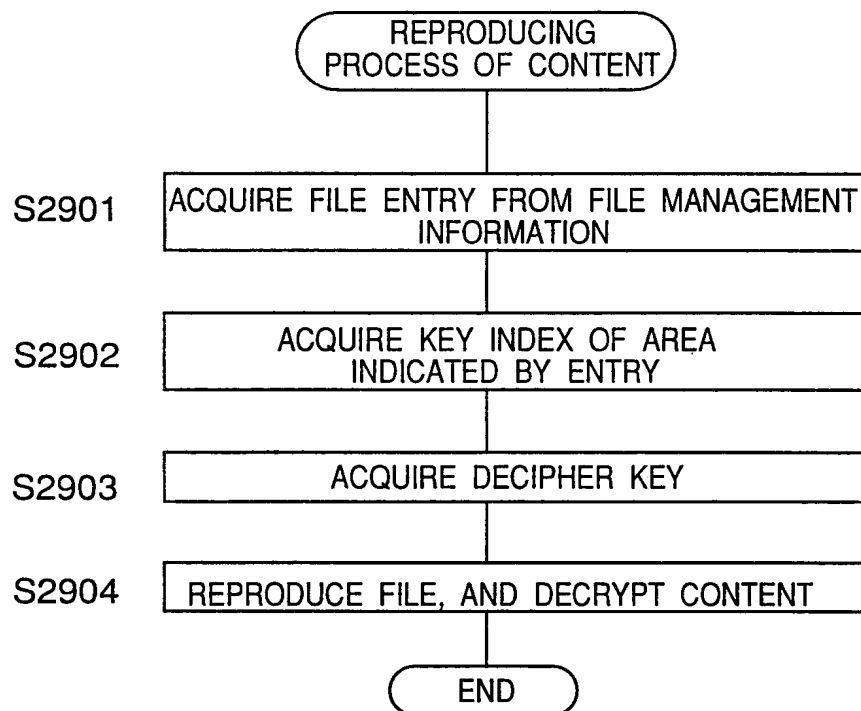 REPRODUCING
PROCESS OF CONTENT
S2901
ACQUIRE FILE ENTRY FROM FILE MANAGEMENT
INFORMATION
S2902
ACQUIRE KEY INDEX OF AREA
INDICATED BY ENTRY
S2903
ACQUIRE DECIPHER KEY
S2904
REPRODUCE FILE, AND DECRYPT CONTENT
END